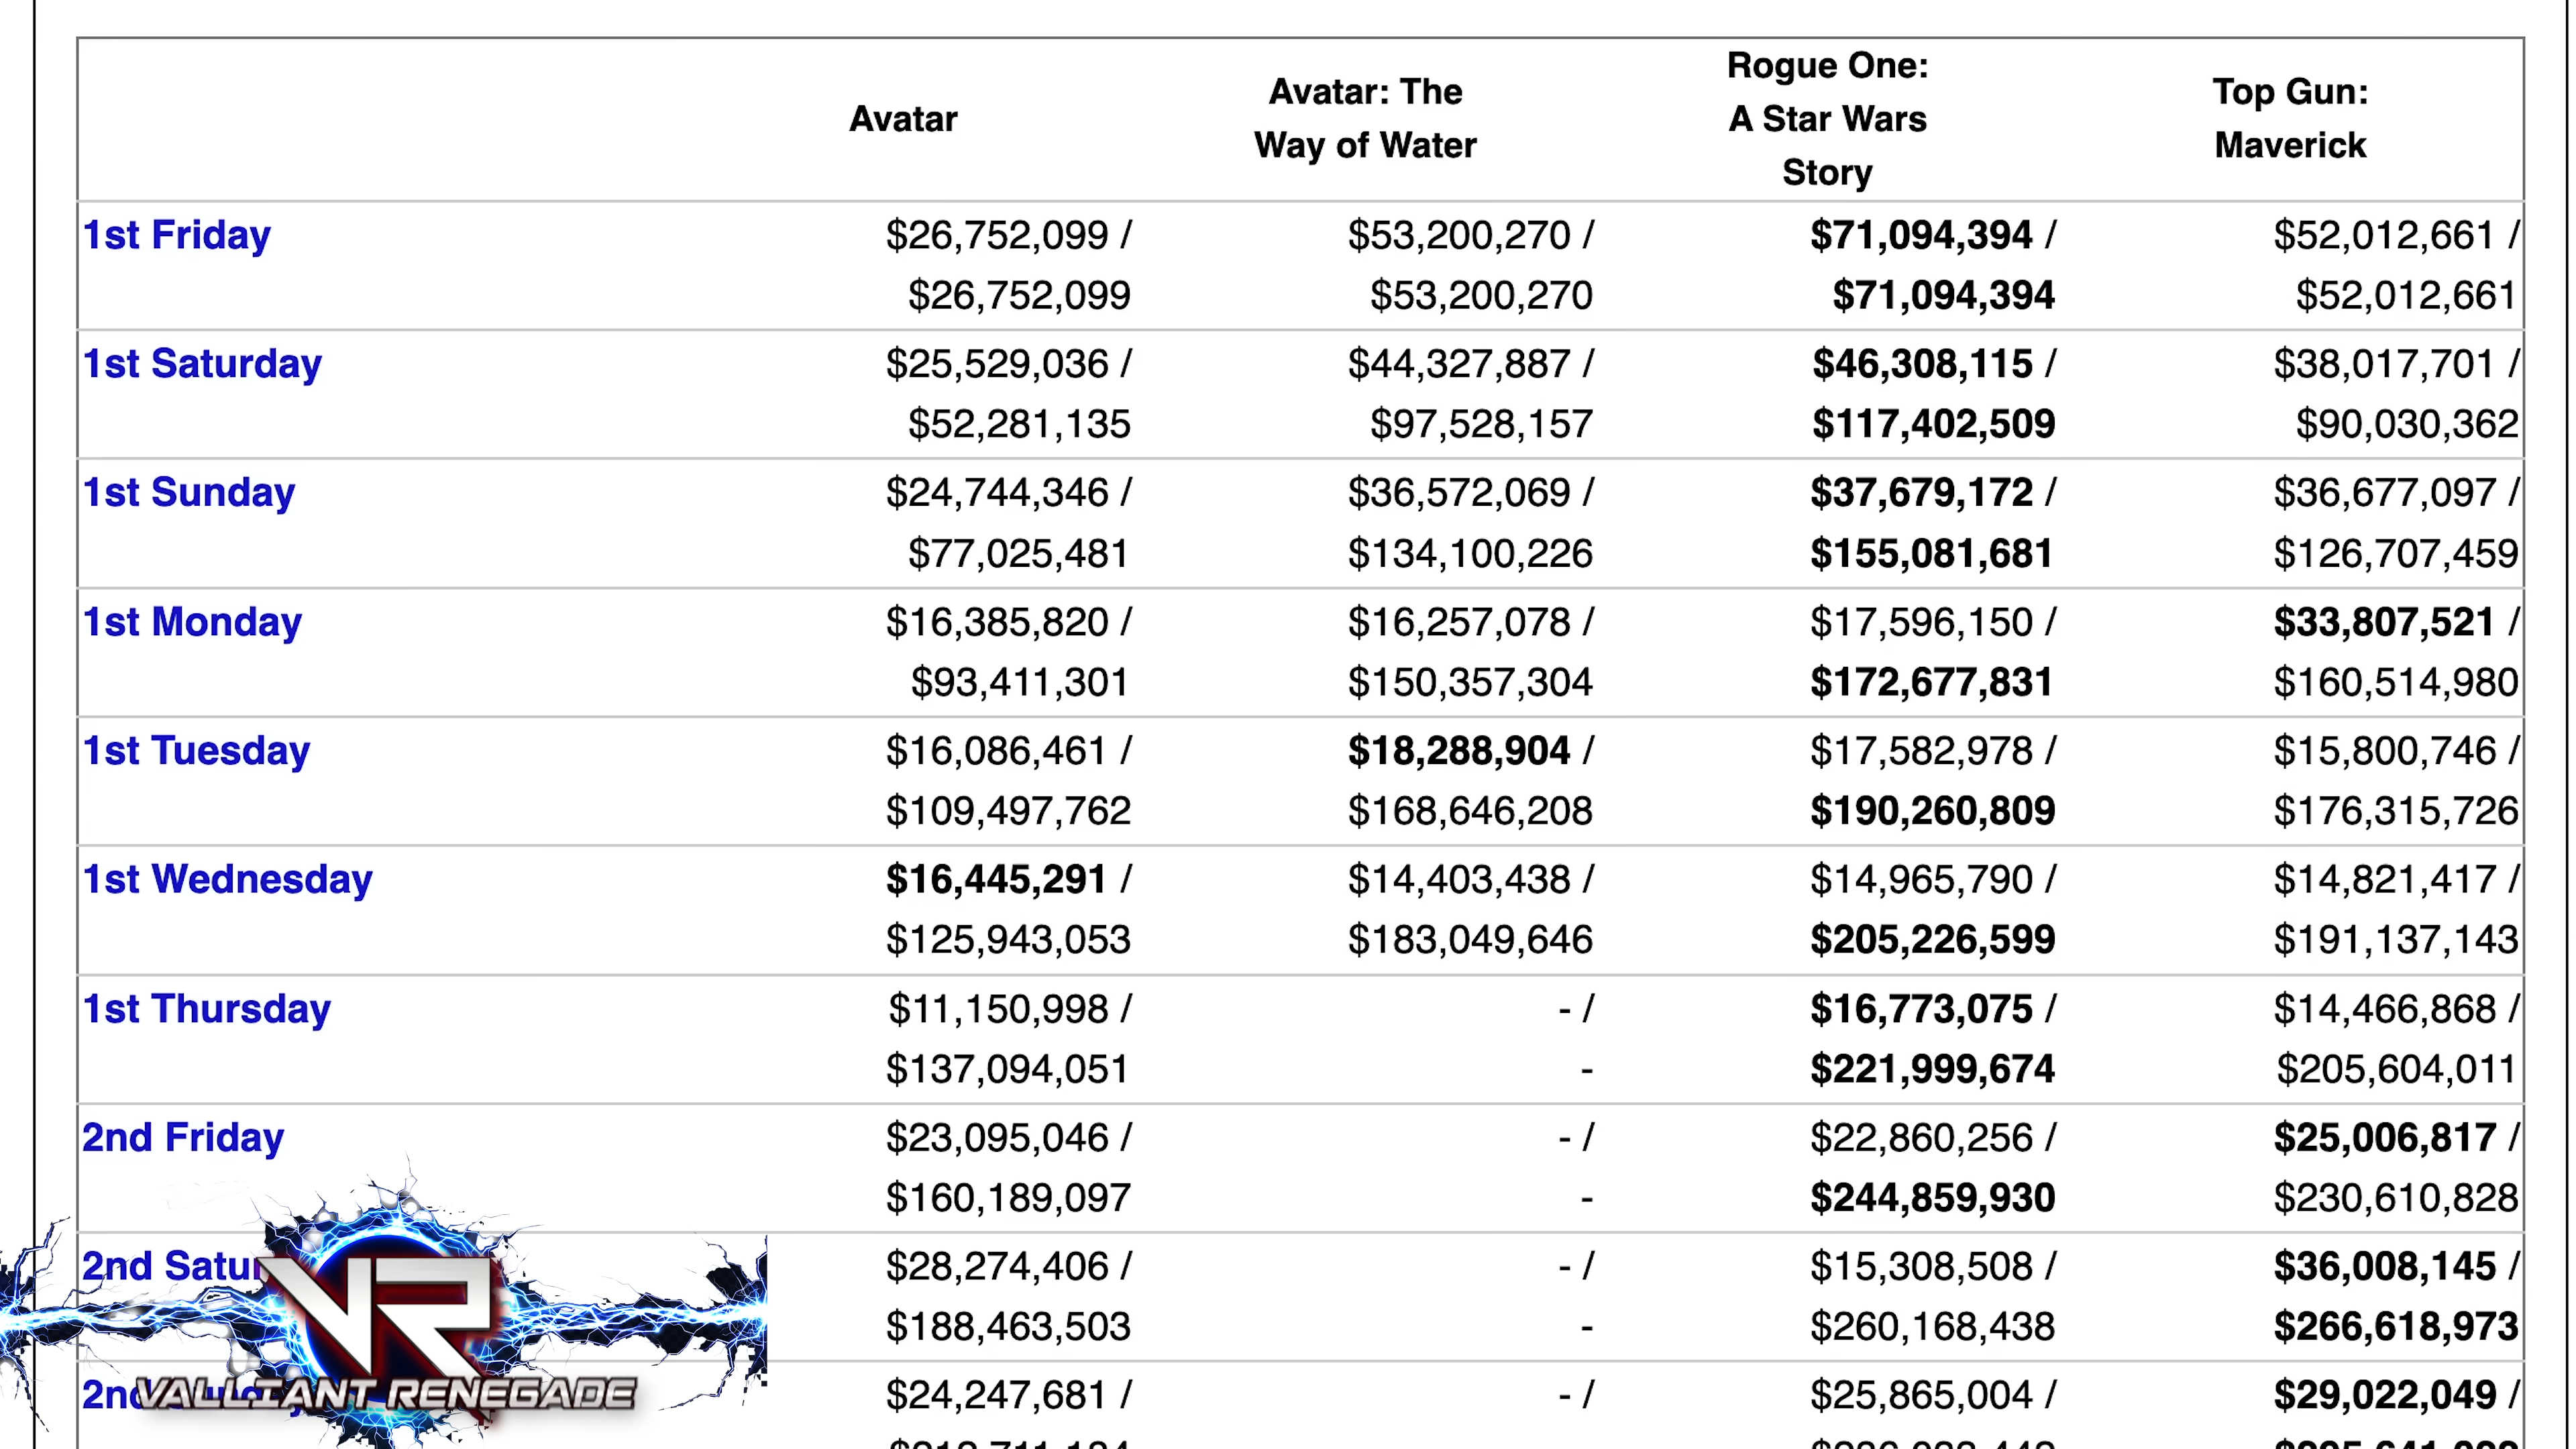 Avatar
Avatar: The
Way of Water
Rogue One:
A Star Wars
Story
Top Gun:
Maverick
1st Friday $26,752,099 / $53,200,270 / $71,094,394 / $52,012,661 /
$26,752,099 $53,200,270 $71,094,394 $52,012,661
1st Saturday $25,529,036 / $44,327,887 / $46,308,115 / $38,017,701 /
$52,281,135 $97,528,157 $117,402,509 $90,030,362
1st Sunday $24,744,346 / $36,572,069 / $37,679,172 / $36,677,097 /
$77,025,481 $134,100,226 $155,081,681 $126,707,459
1st Monday $16,385,820 / $16,257,078 / $17,596,150 / $33,807,521 /
$93,411,301 $150,357,304 $172,677,831 $160,514,980
1st Tuesday $16,086,461 / $18,288,904 / $17,582,978 / $15,800,746 /
$109,497,762 $168,646,208 $190,260,809 $176,315,726
1st Wednesday $16,445,291 / $14,403,438 / $14,965,790 / $14,821,417 /
$125,943,053 $183,049,646 $205,226,599 $191,137,143
1st Thursday $11,150,998 / - / $16,773,075 / $14,466,868 /
$137,094,051 - $221,999,674 $205,604,011
2nd Friday $23,095,046 / - / $22,860,256 / $25,006,817 /
$160,189,097 - $244,859,930 $230,610,828
2nd Satur $28,274,406 / - / $15,308,508 / $36,008,145 /
$188,463,503 - $260,168,438 $266,618,973
2nd $24,247,681 / - / $25,865,004 / $29,022,049 /
VR
VALLIANT RENEGADE